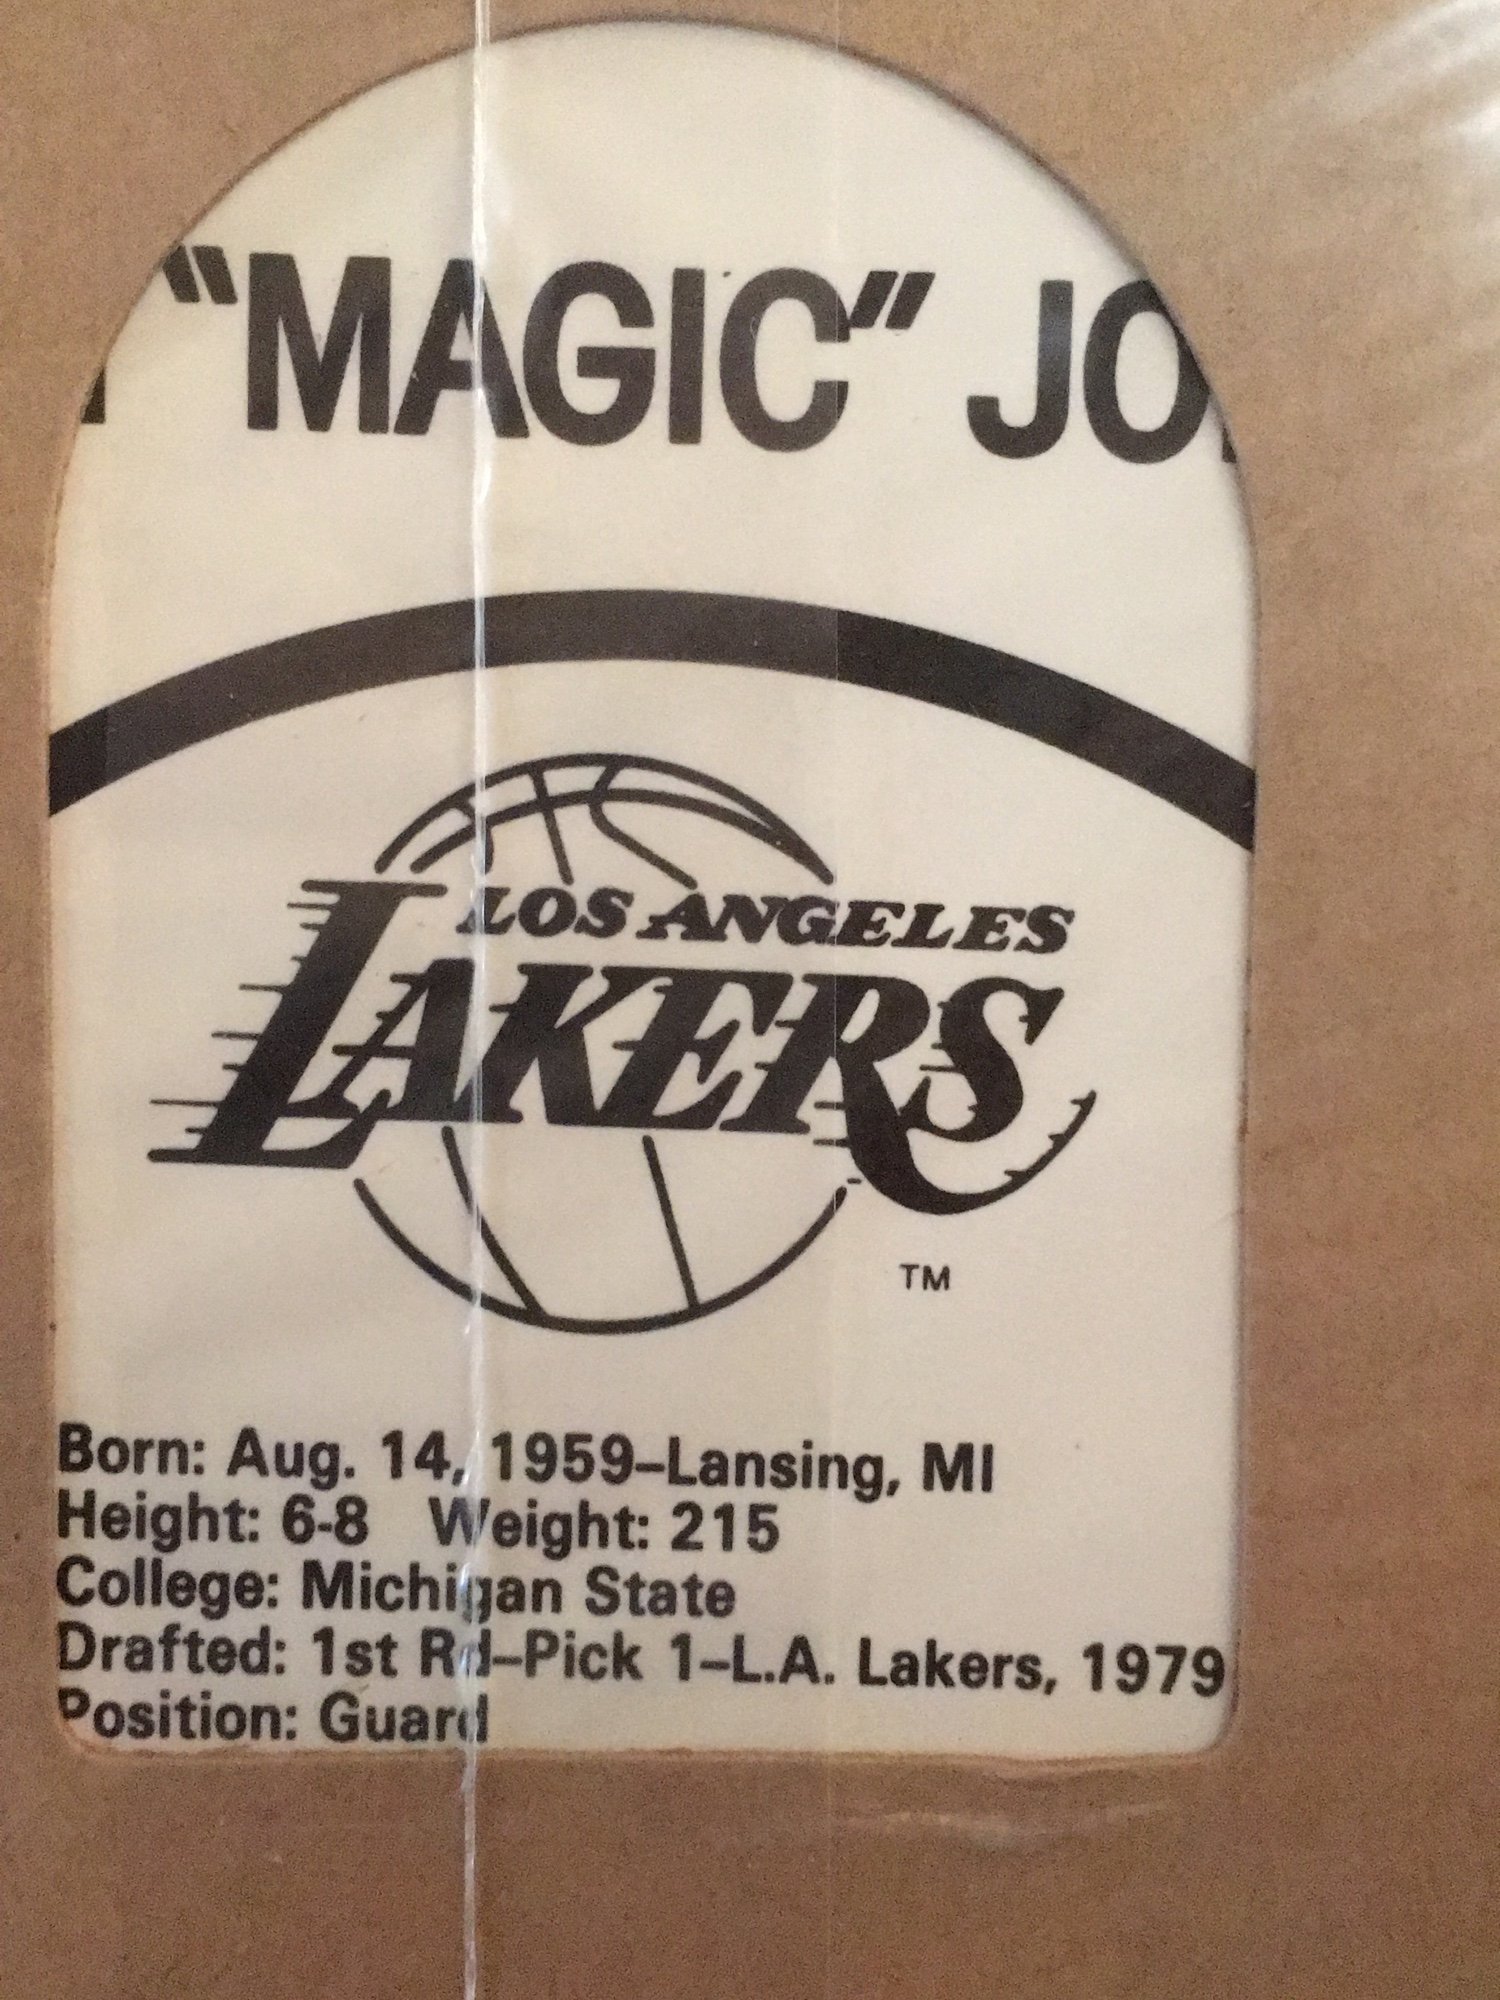 "MAGIC" JO
LOS ANGELES
LAKERS
TM
Born: Aug. 14, 1959–Lansing, MI
Height: 6-8 Weight: 215
College: Michigan State
Drafted: 1st Rd–Pick 1–L.A. Lakers, 1979
Position: Guard